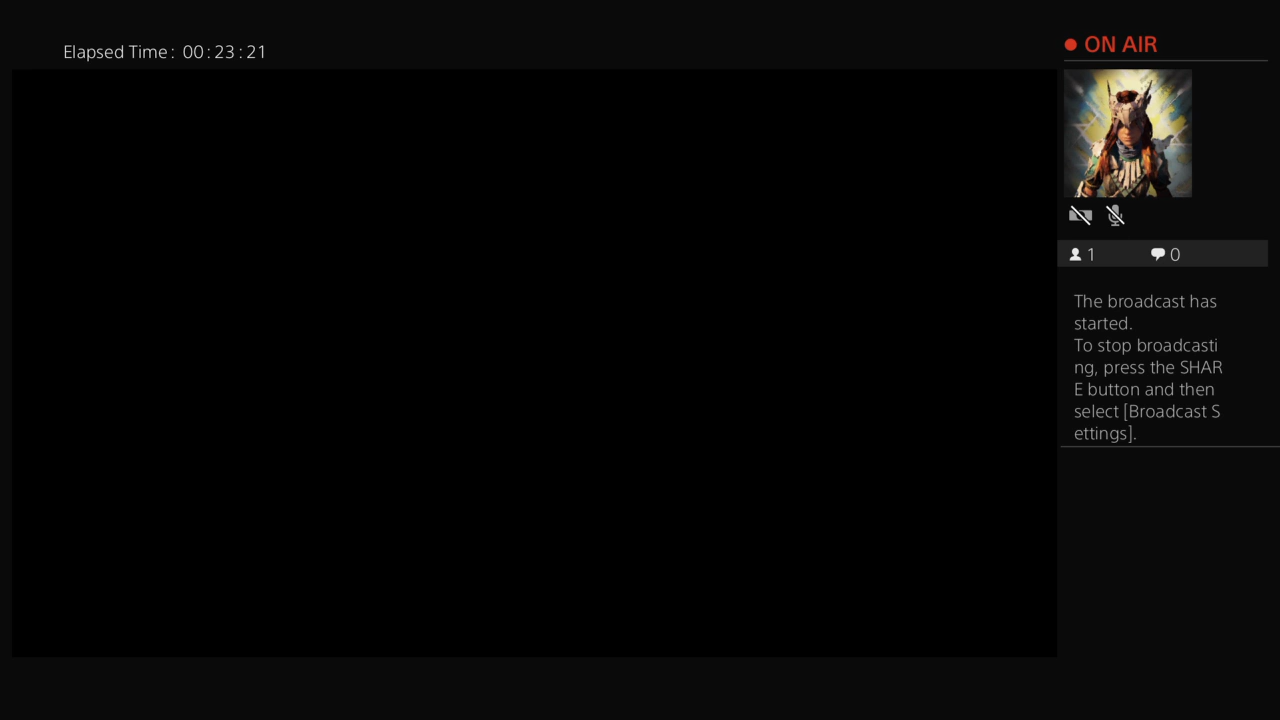 Elapsed Time: 00:23:21
ON AIR
1 0
The broadcast has
started.
To stop broadcasti
ng, press the SHAR
E button and then
select [Broadcast S
ettings].